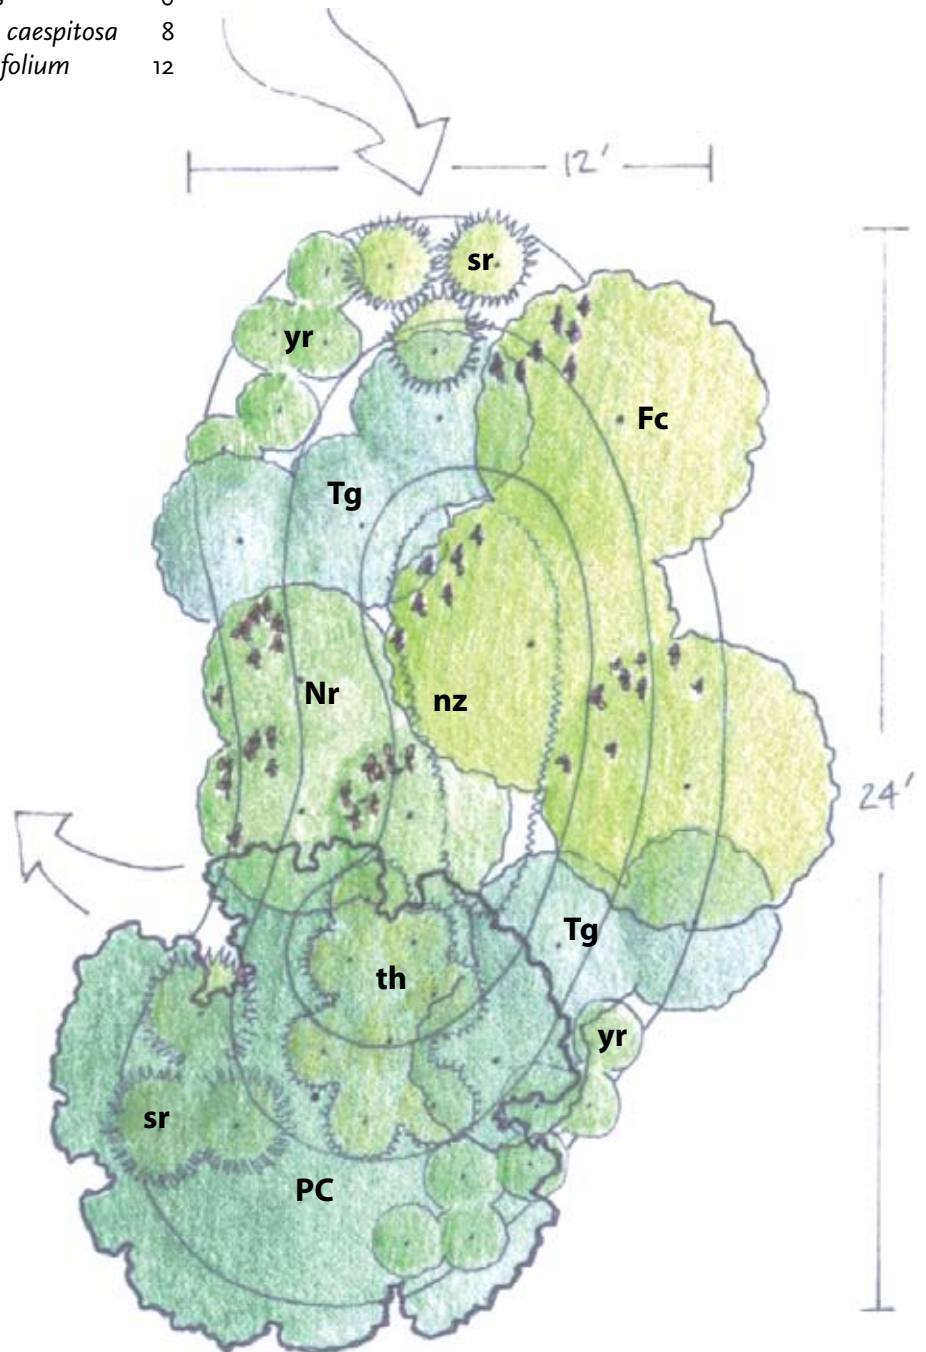 caespitosa 8
folium 12
12'
sr
yr
Fc
Tg
Nr
nz
24'
Tg
th
yr
sr
PC